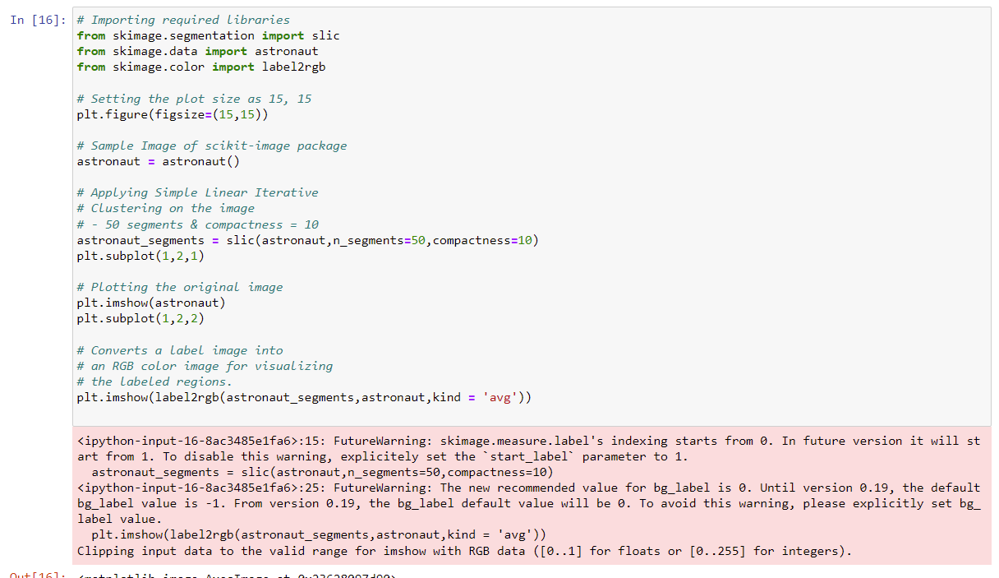 In [16]: # Importing required libraries
from skimage.segmentation import slic
from skimage.data import astronaut
from skimage.color import label2rgb
# Setting the plot size as 15, 15
plt.figure(figsize=(15,15))
# Sample Image of scikit-image package
astronaut = astronaut()
# Applying Simple Linear Iterative
# Clustering on the image
# - 50 segments & compactness = 10
astronaut_segments = slic(astronaut,n_segments=50,compactness=10)
plt.subplot(1,2,1)
# Plotting the original image
plt.imshow(astronaut)
plt.subplot(1,2,2)
# Converts a label image into
# an RGB color image for visualizing
# the labeled regions.
plt.imshow(label2rgb(astronaut_segments,astronaut,kind = 'avg'))
<ipython-input-16-8ac3485e1fa6>:15: FutureWarning: skimage.measure.label's indexing starts from 0. In future version it will st
art from 1. To disable this warning, explicitely set the `start_label` parameter to 1.
astronaut_segments = slic(astronaut,n_segments=50,compactness=10)
<ipython-input-16-8ac3485e1fa6>:25: FutureWarning: The new recommended value for bg_label is 0. Until version 0.19, the default
bg_label value is -1. From version 0.19, the bg_label default value will be 0. To avoid this warning, please explicitly set bg_
label value.
plt.imshow(label2rgb(astronaut_segments,astronaut,kind = 'avg'))
Clipping input data to the valid range for imshow with RGB data ([0..1] for floats or [0..255] for integers).
Out[16]: <matplotlib.image.AxesImage at